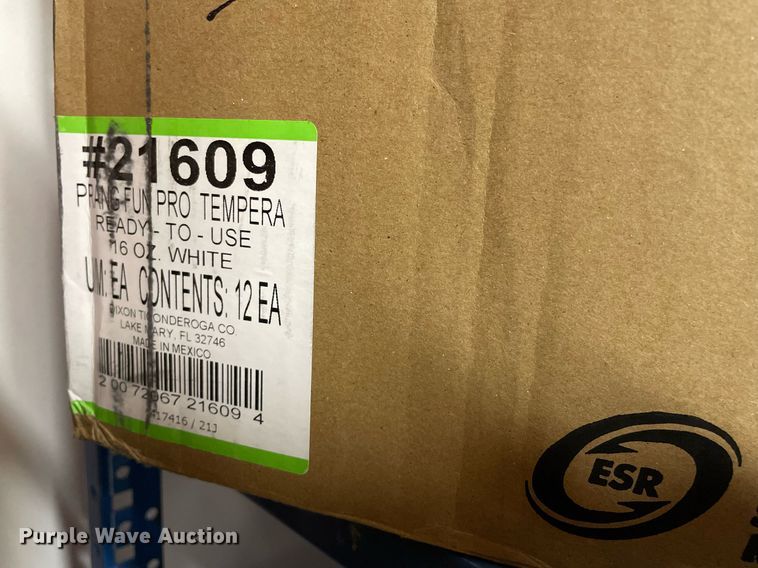 #21609
PRANG FUN PRO TEMPERA
READY - TO - USE
16 OZ. WHITE
UM: EA CONTENTS: 12 EA
DIXON TICONDEROGA CO.
LAKE MARY, FL 32746
MADE IN MEXICO
2 00 72067 21609 4
17416 / 21J
ESR
Purple Wave Auction